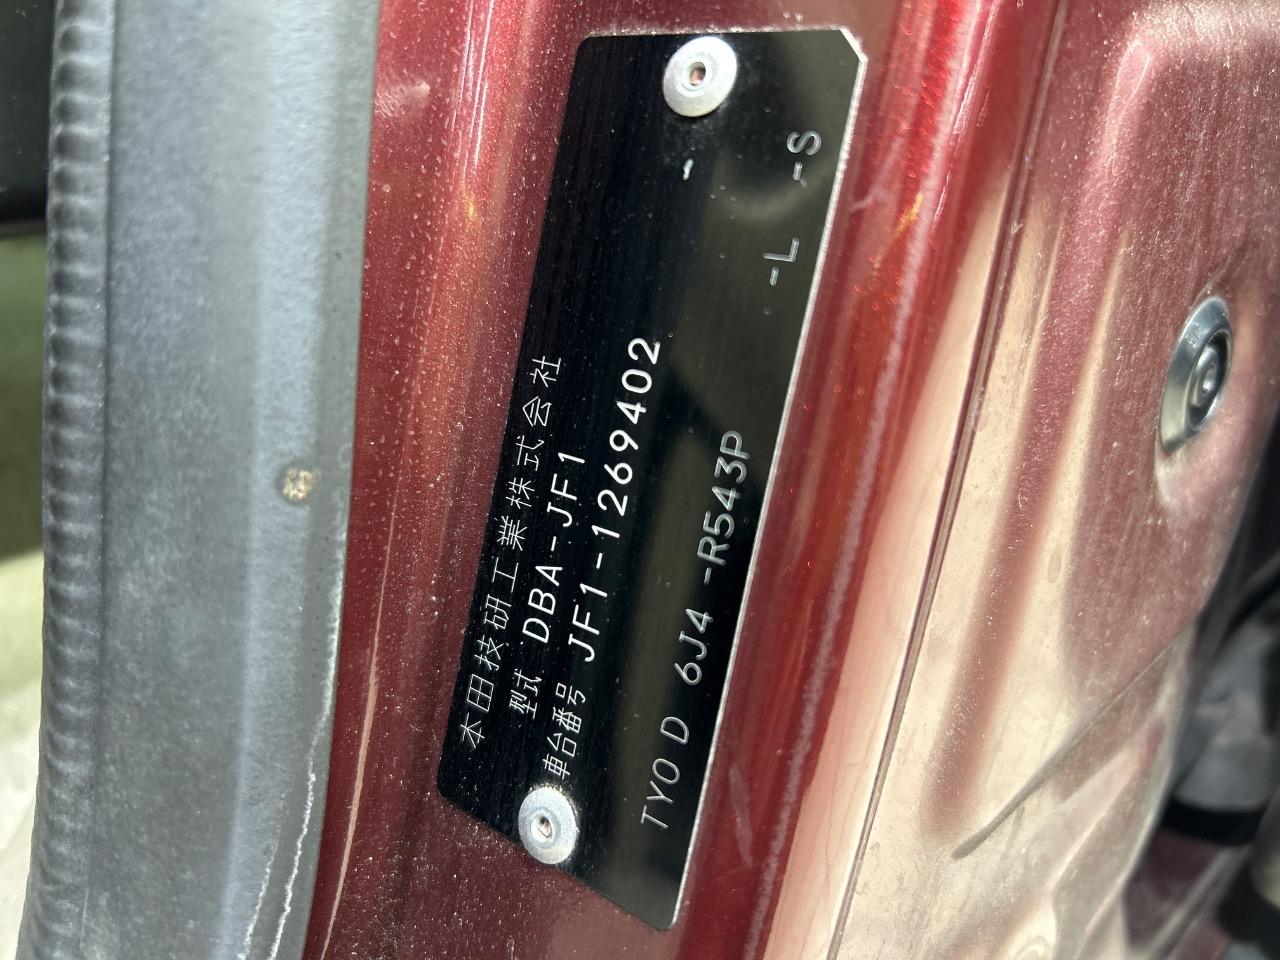 本田技研工業株式会社
型式 DBA-JF1
車台番号 JF1-1269402
TYO D 6J4 -R543P -L -S